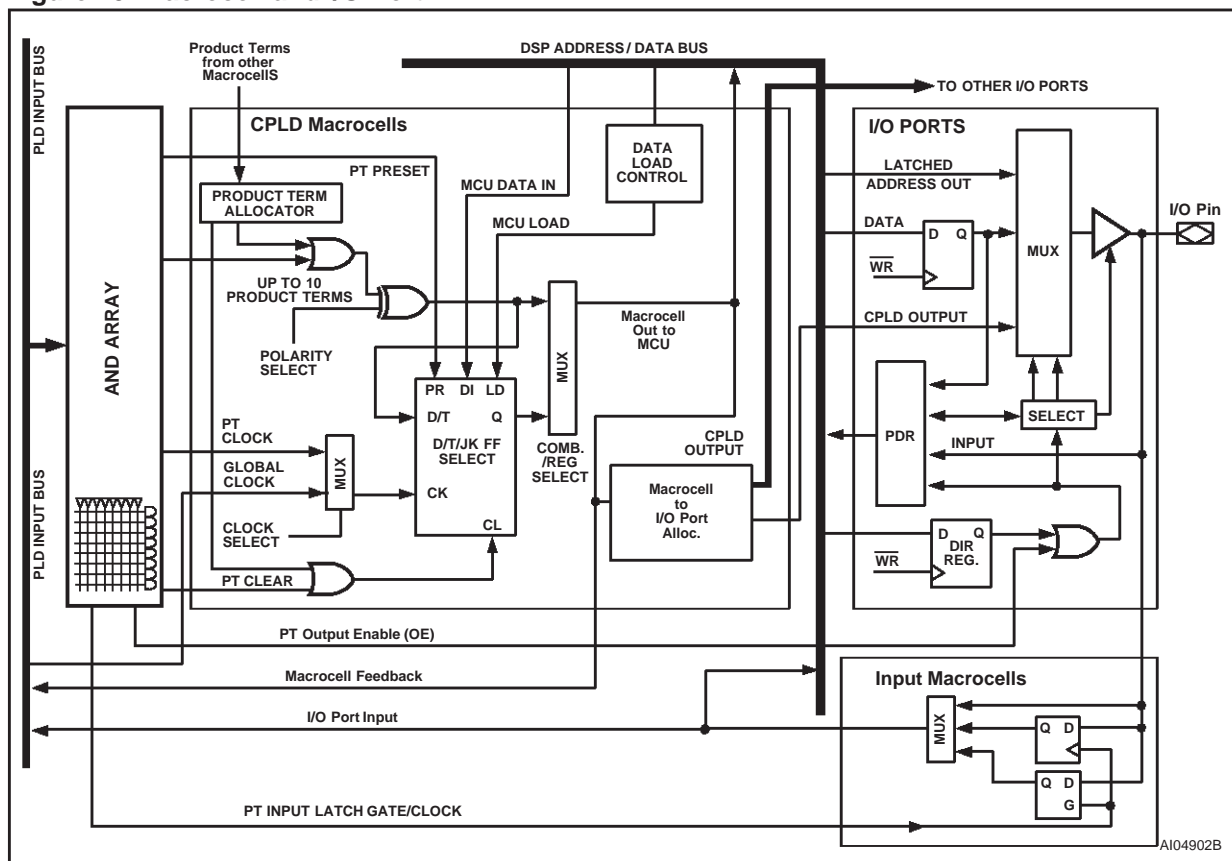 DSP ADDRESS / DATA BUS
Product Terms
from other
MacrocellS
TO OTHER I/O PORTS
PLD INPUT BUS
CPLD Macrocells
I/O PORTS
PT PRESET
MCU DATA IN
DATA
LOAD
CONTROL
LATCHED
ADDRESS OUT
PRODUCT TERM
ALLOCATOR
MCU LOAD
DATA
D Q
WR
MUX
I/O Pin
AND ARRAY
UP TO 10
PRODUCT TERMS
POLARITY
SELECT
MUX
Macrocell
Out to
MCU
CPLD OUTPUT
PR DI LD
D/T Q
D/T/JK FF
SELECT
CK
CL
COMB.
/REG
SELECT
CPLD
OUTPUT
PDR
SELECT
INPUT
PT
CLOCK
GLOBAL
CLOCK
MUX
CLOCK
SELECT
Macrocell
to
I/O Port
Alloc.
PLD INPUT BUS
PT CLEAR
D Q
DIR
REG.
WR
PT Output Enable (OE)
Macrocell Feedback
I/O Port Input
Input Macrocells
MUX
Q D
Q D
G
PT INPUT LATCH GATE/CLOCK
AI04902B